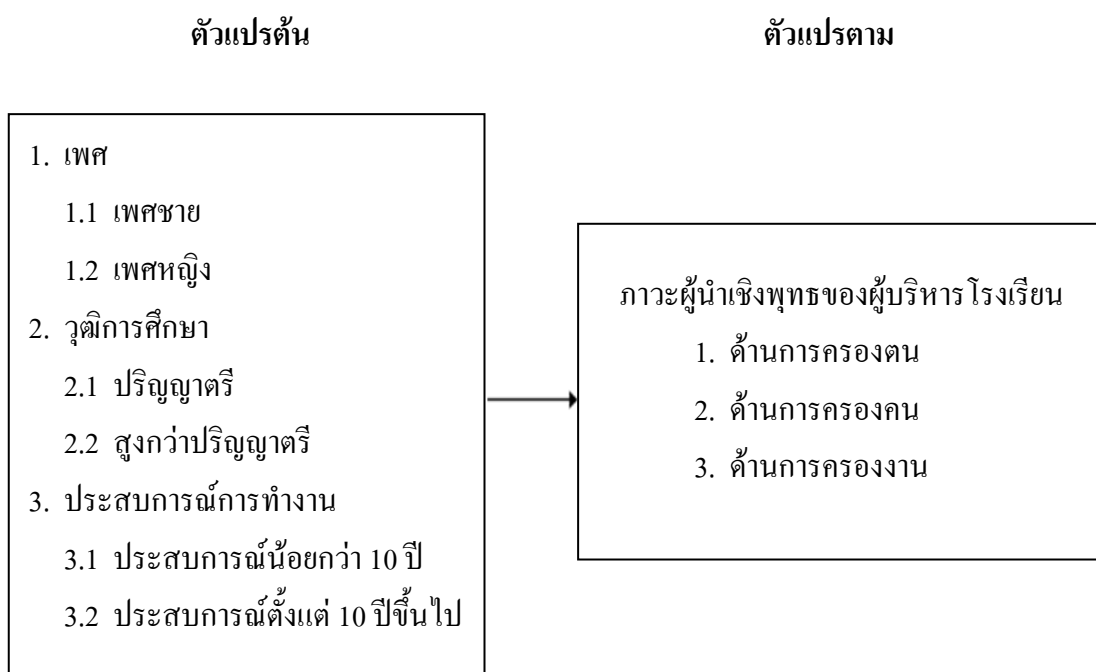 ตัวแปรต้น
ตัวแปรตาม
1. เพศ
1.1 เพศชาย
1.2 เพศหญิง
2. วุฒิการศึกษา
2.1 ปริญญาตรี
2.2 สูงกว่าปริญญาตรี
3. ประสบการณ์การทำงาน
3.1 ประสบการณ์น้อยกว่า 10 ปี
3.2 ประสบการณ์ตั้งแต่ 10 ปีขึ้นไป
ภาวะผู้นำเชิงพุทธของผู้บริหารโรงเรียน
1. ด้านการครองตน
2. ด้านการครองคน
3. ด้านการครองงาน